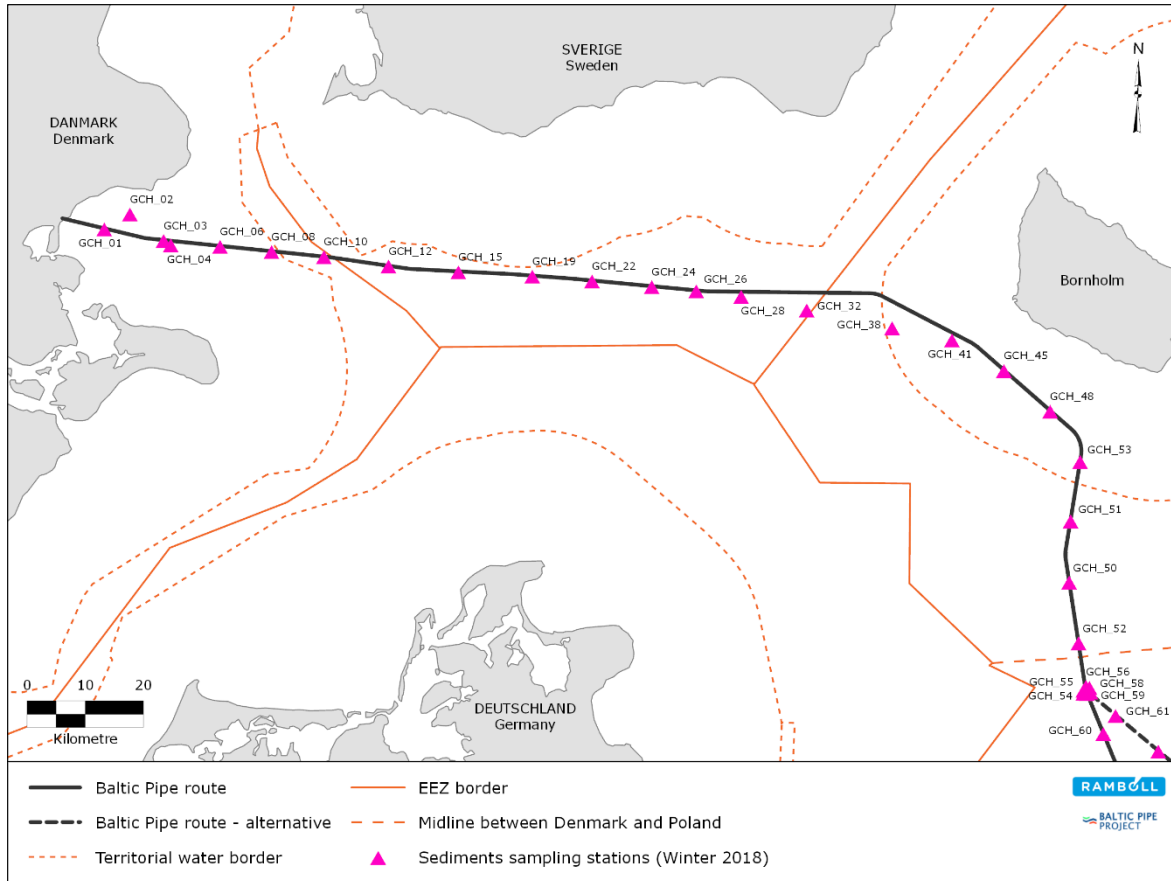 SVERIGE
Sweden
N
DANMARK
Denmark
GCH_02
GCH_01
GCH_03
GCH_04
GCH_06
GCH_08
GCH_10
GCH_12
GCH_15
GCH_19
GCH_22
GCH_24
GCH_26
GCH_28
GCH_32
GCH_38
GCH_41
GCH_45
GCH_48
Bornholm
GCH_53
GCH_51
GCH_50
GCH_52
GCH_56
GCH_55
GCH_58
GCH_54
GCH_59
GCH_61
GCH_60
DEUTSCHLAND
Germany
0 10 20
Kilometre
Baltic Pipe route
Baltic Pipe route - alternative
Territorial water border
EEZ border
Midline between Denmark and Poland
Sediments sampling stations (Winter 2018)
RAMBOLL
BALTIC PIPE
PROJECT